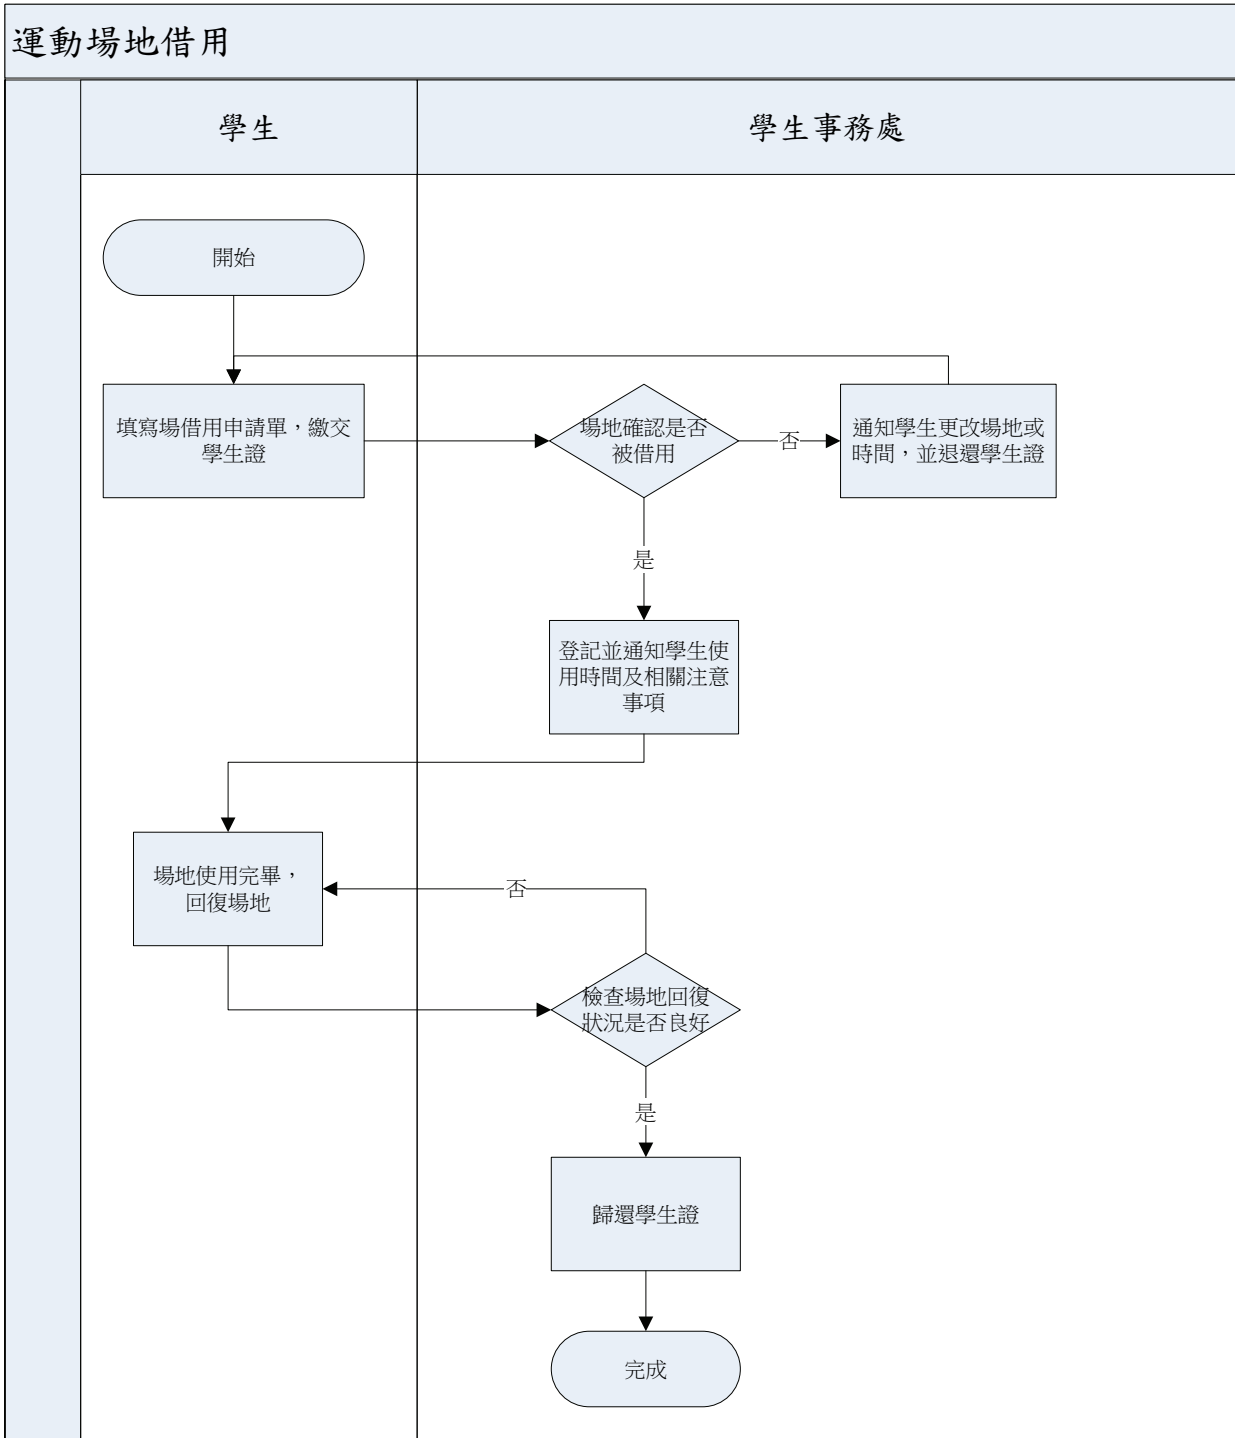 運動場地借用
學生
學生事務處
開始
填寫場借用申請單，繳交
學生證
場地確認是否
被借用
否
通知學生更改場地或
時間，並退還學生證
是
登記並通知學生使
用時間及相關注意
事項
場地使用完畢，
回復場地
否
檢查場地回復
狀況是否良好
是
歸還學生證
完成